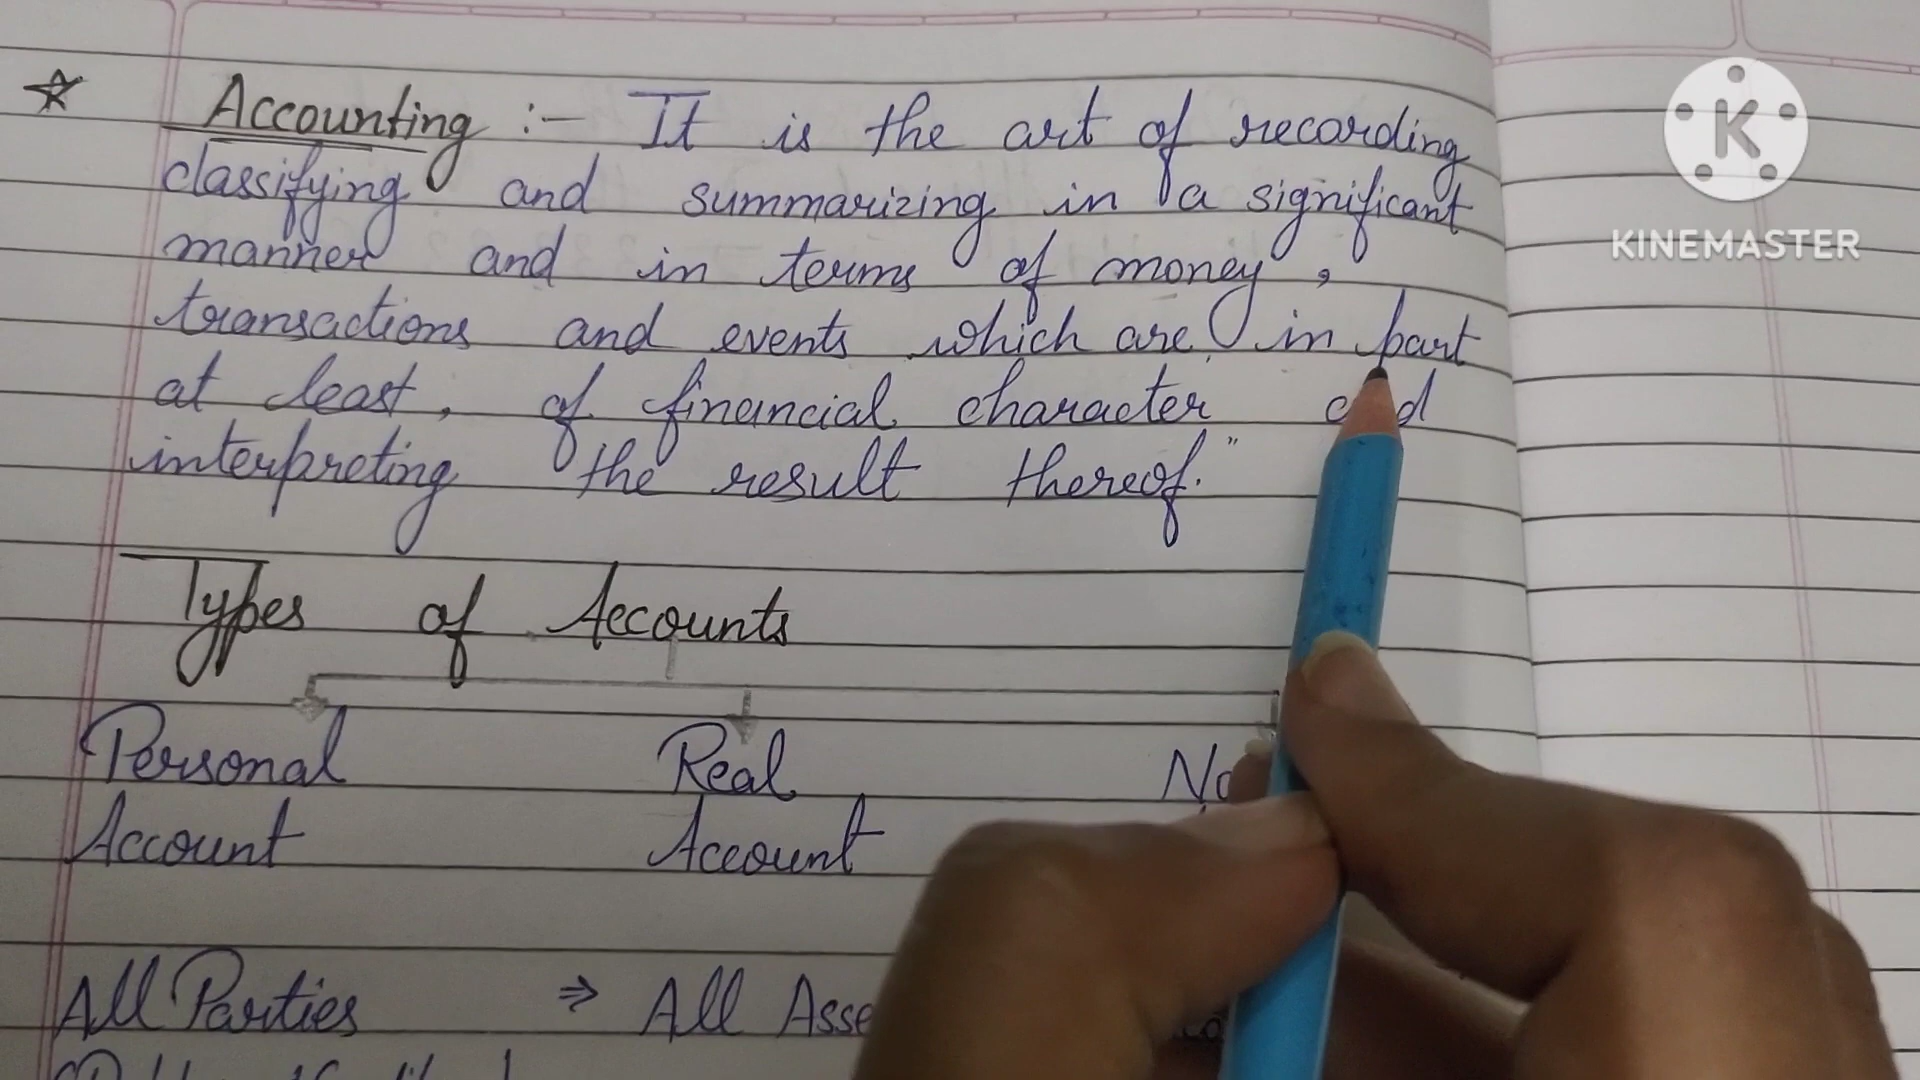 Accounting :- It is the art of recording
classifying and summarizing in a significant
manner and in terms of money,
transactions and events which are in part
at least, of financial character
interpreting the result thereof."
Types of Accounts
Personal Real
Account Account
All Parties ⇒ All
K
KINEMASTER